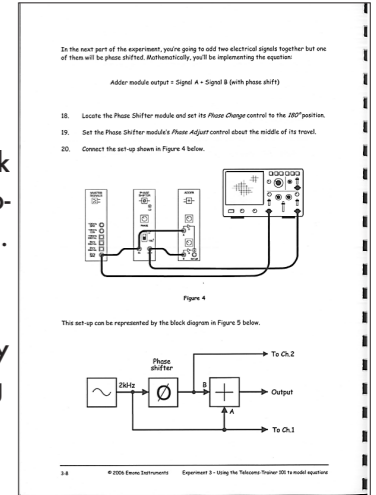 In the next part of the experiment, you're going to add two electrical signals together but one
of them will be phase shifted. Mathematically, you'll be implementing the equation:
Adder module output = Signal A + Signal B (with phase shift)
18. Locate the Phase Shifter module and set its Phase Change control to the 180° position.
19. Set the Phase Shifter module's Phase Adjust control about the middle of its travel.
20. Connect the set-up shown in Figure 4 below.
MASTER SIGNALS
PHASE SHIFTER
ADDER
Figure 4
This set-up can be represented by the block diagram in Figure 5 below.
To Ch.2
Phase
shifter
2kHz
Ø
B
+
Output
A
To Ch.1
3-8 © 2006 Emona Instruments Experiment 3 - Using the Telecoms-Trainer 101 to model equations